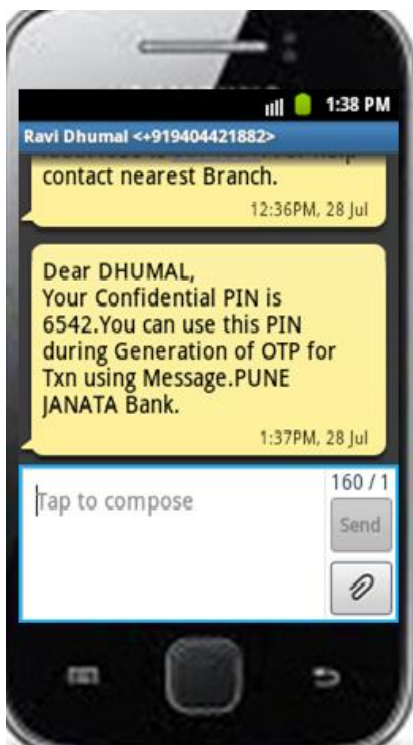 1:38 PM
Ravi Dhumal <+919404421882>
contact nearest Branch.
12:36PM, 28 Jul
Dear DHUMAL,
Your Confidential PIN is
6542.You can use this PIN
during Generation of OTP for
Txn using Message.PUNE
JANATA Bank.
1:37PM, 28 Jul
160 / 1
Tap to compose
Send